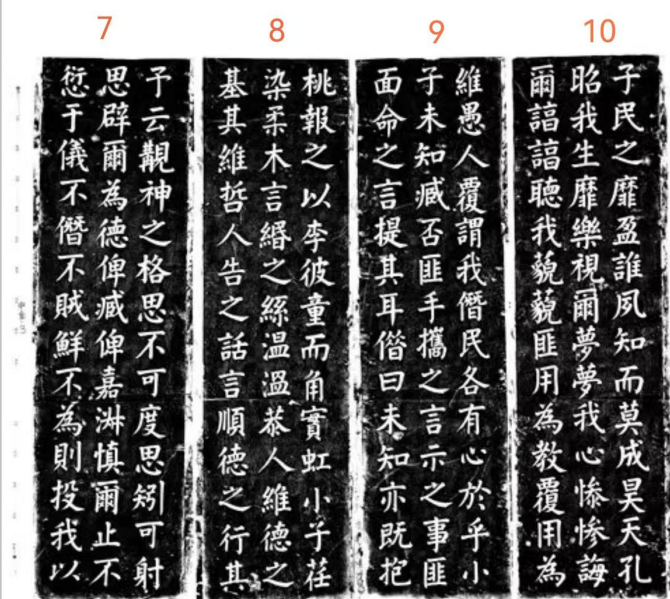 7
8
9
10
予云覯神之格思不可度思矧可射
思辟爾為德俾臧俾嘉淑慎爾止不
愆于儀不僭不賊鮮不為則投我以
桃報之以李彼童而角實虹小子荏
染柔木言緡之絲温温恭人維德之
基其維哲人告之話言順德之行其
維愚人覆謂我僭民各有心於乎小
子未知臧否匪手攜之言示之事匪
面命之言提其耳借曰未知亦既抱
子民之靡盈誰夙知而莫成昊天孔
昭我生靡樂視爾夢夢我心慘慘誨
爾諄諄聽我藐藐匪用為教覆用為